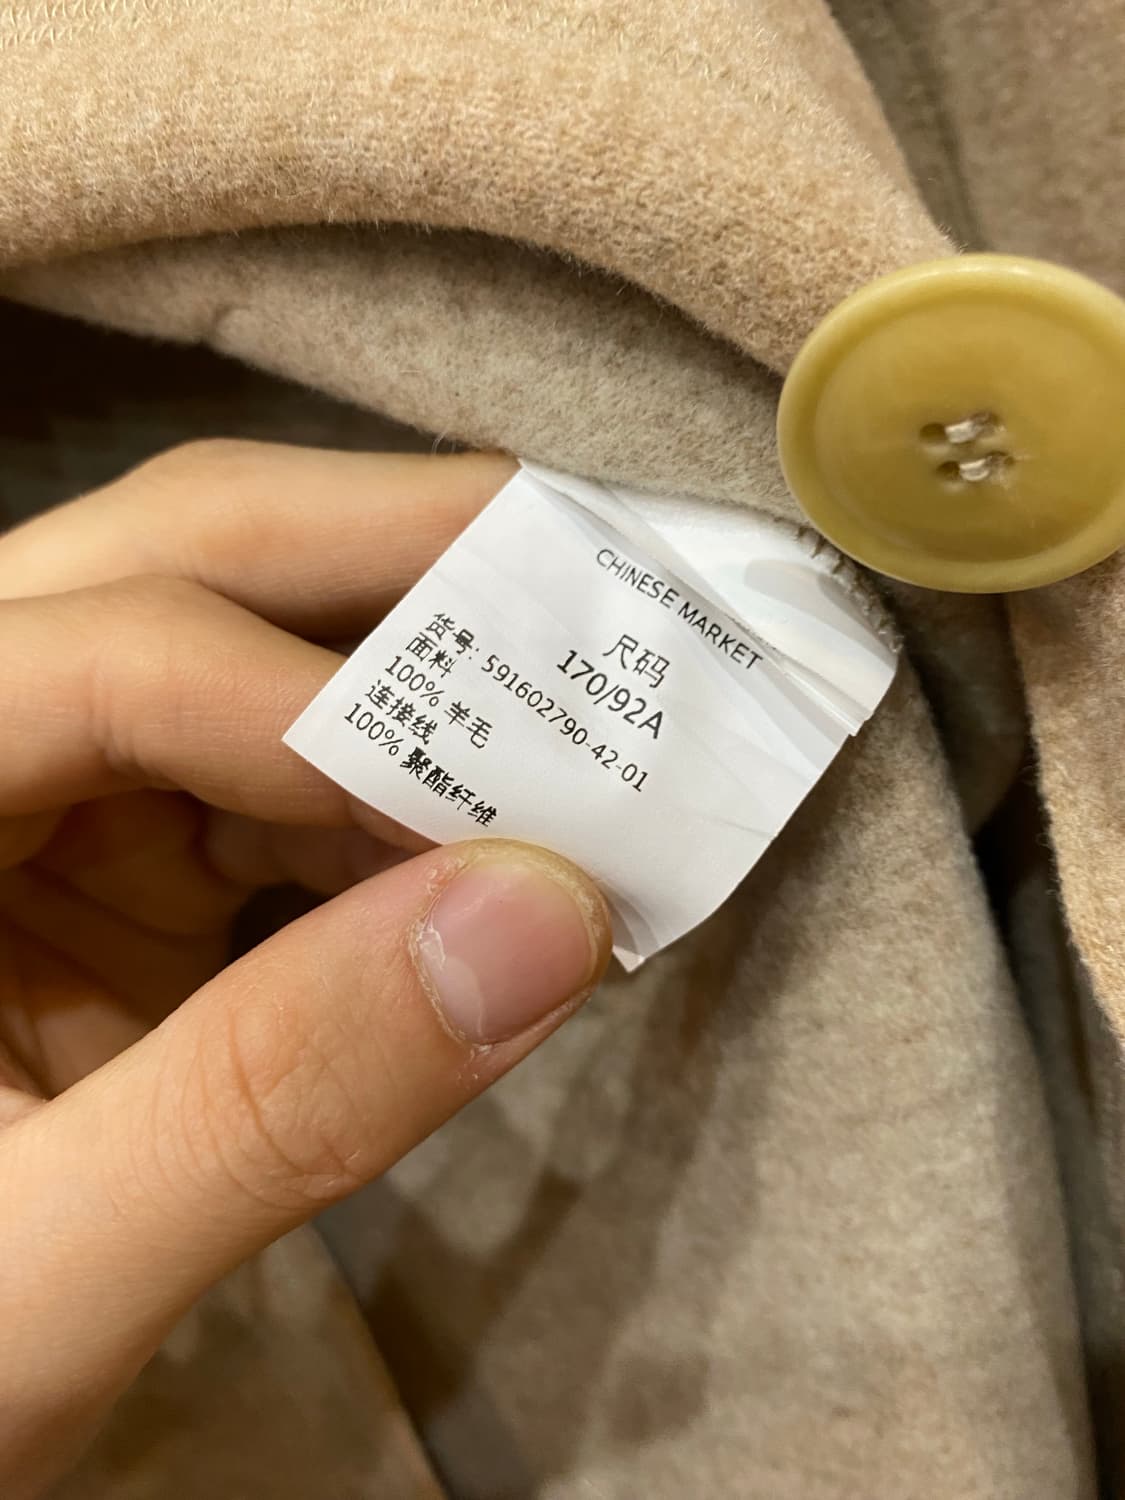 CHINESE MARKET
尺码
170/92A
货号: 591602790-42-01
面料
100% 羊毛
连接线
100% 聚酯纤维